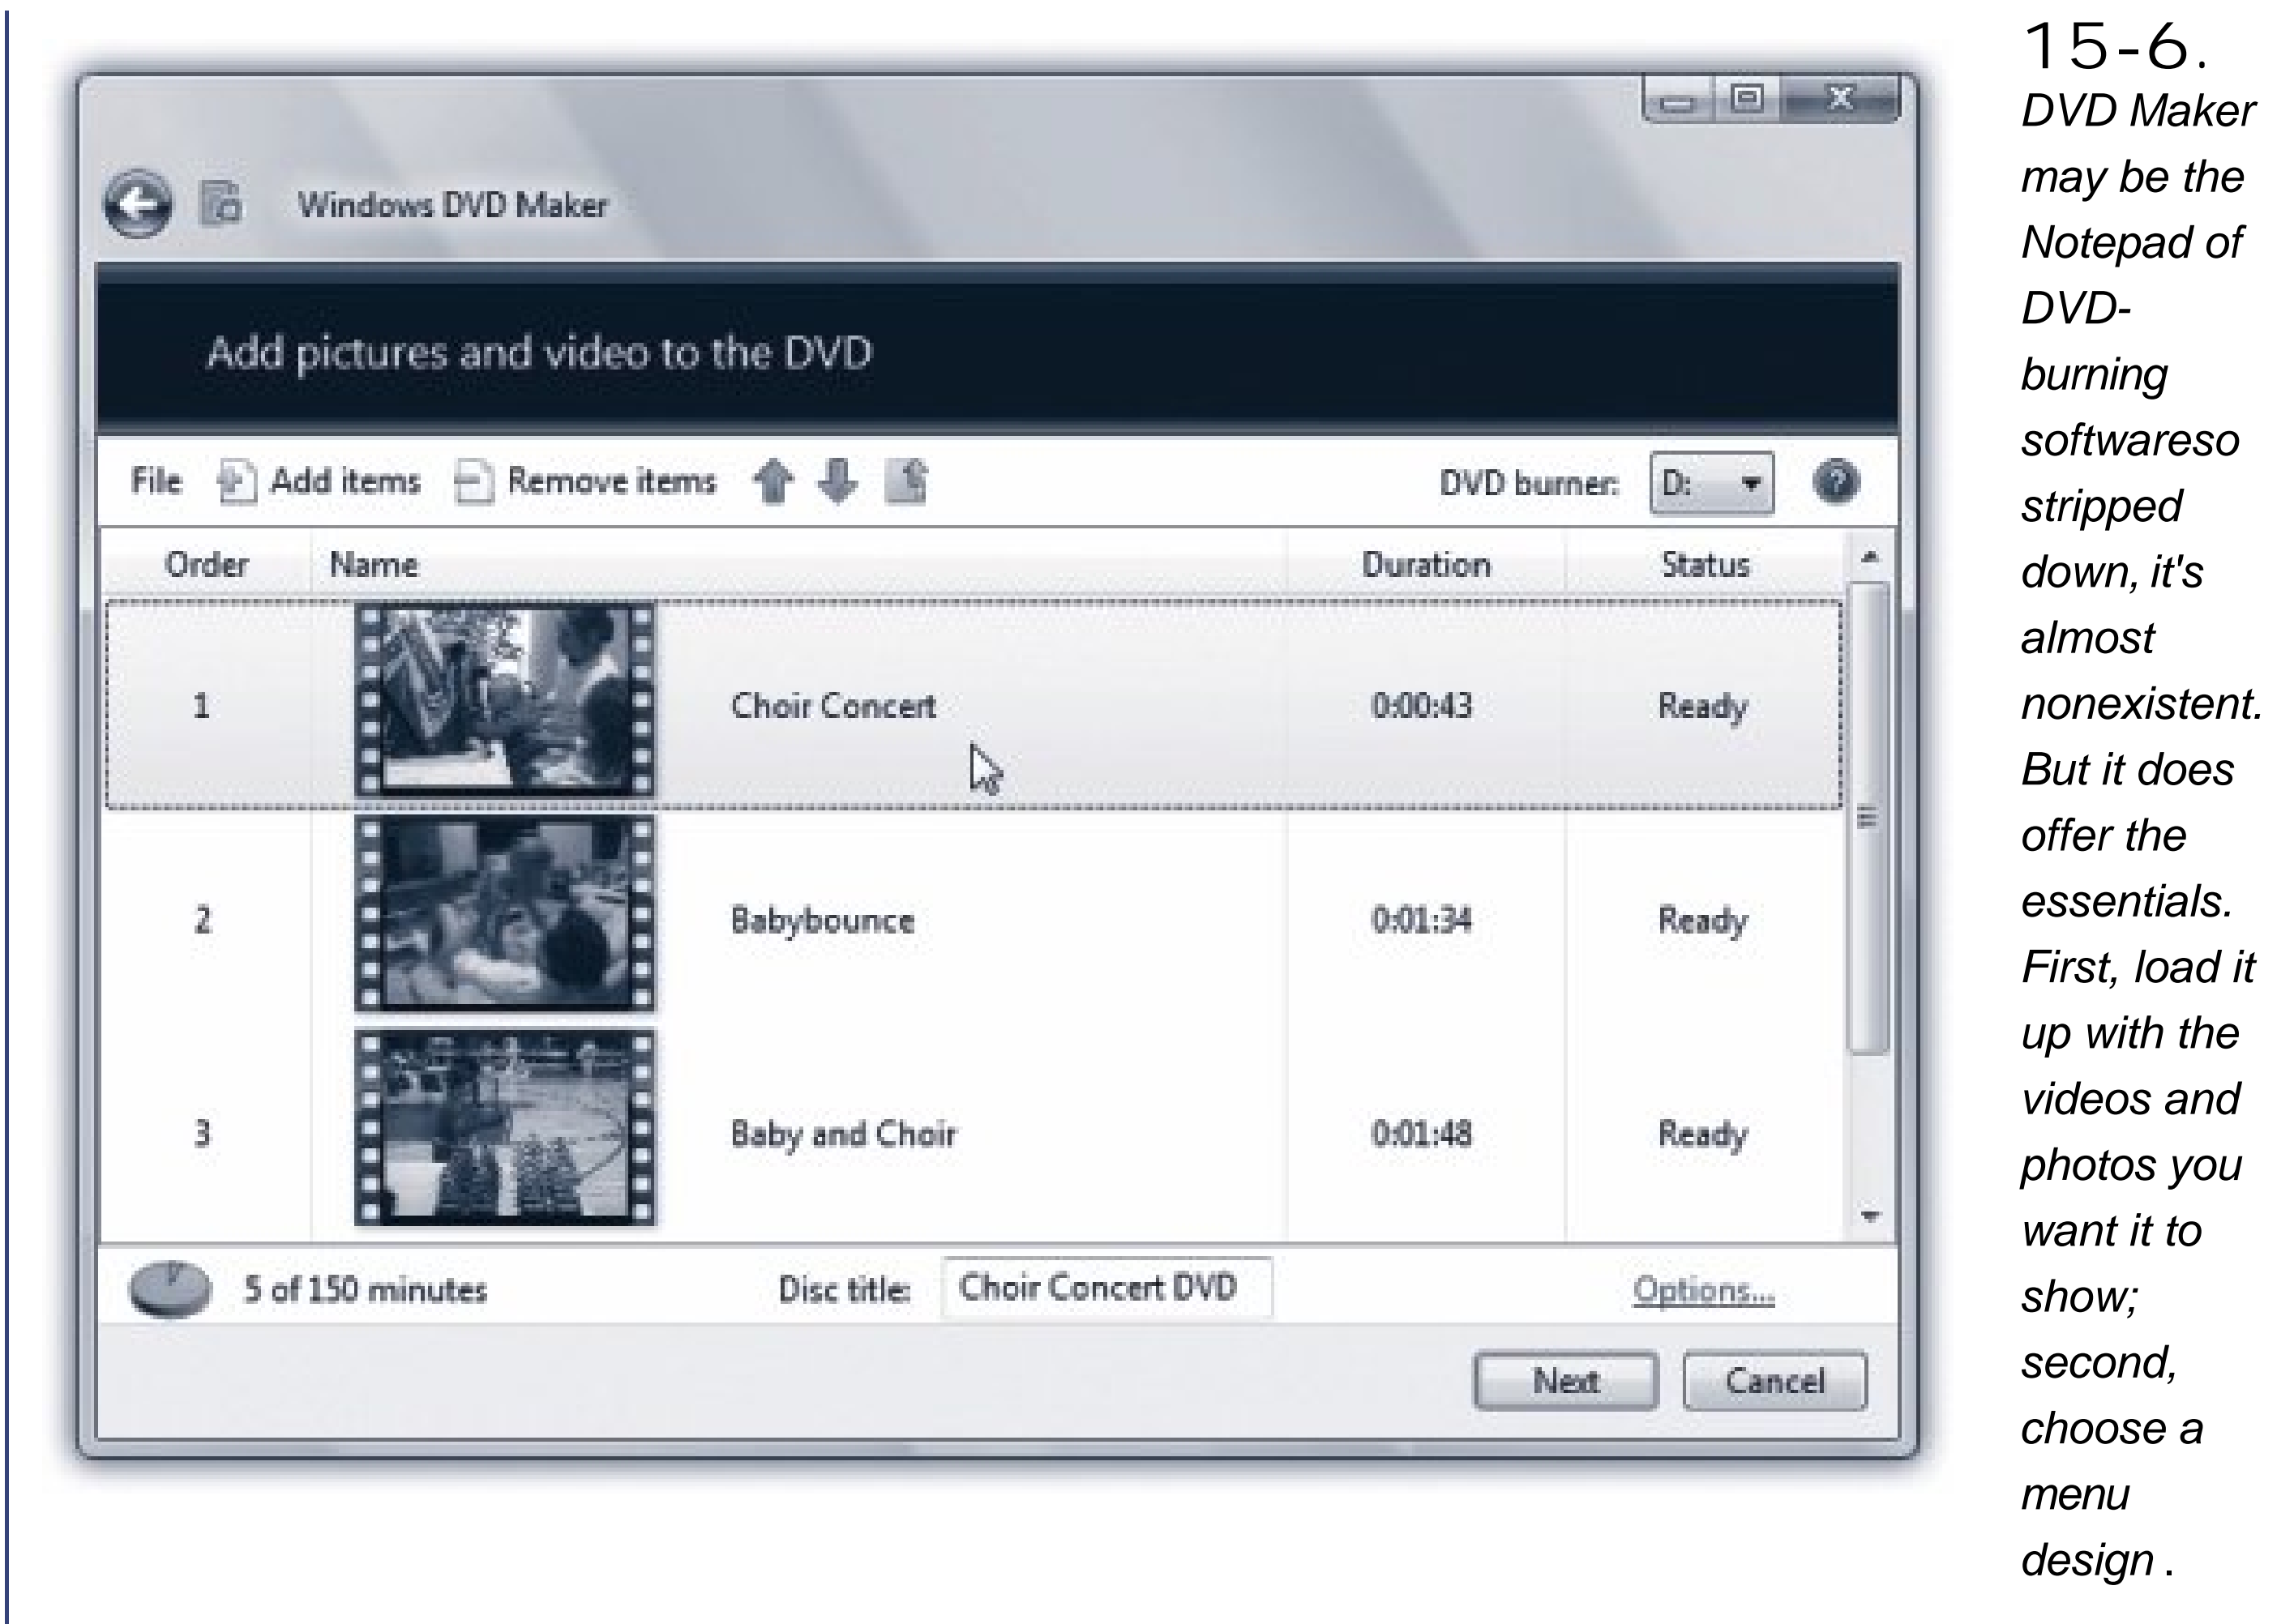 Windows DVD Maker
Add pictures and video to the DVD
File Add items Remove items DVD burner: D:
Order Name Duration Status
1 Choir Concert 0:00:43 Ready
2 Babybounce 0:01:34 Ready
3 Baby and Choir 0:01:48 Ready
5 of 150 minutes Disc title: Choir Concert DVD Options...
Next Cancel
15-6.
DVD Maker
may be the
Notepad of
DVD-
burning
softwareso
stripped
down, it's
almost
nonexistent.
But it does
offer the
essentials.
First, load it
up with the
videos and
photos you
want it to
show;
second,
choose a
menu
design .